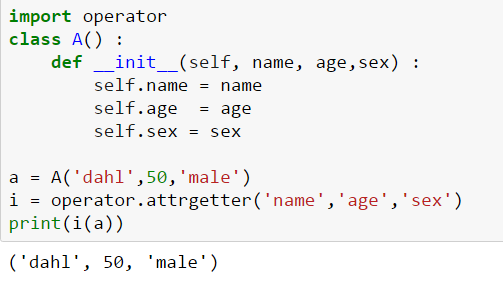 import operator
class A() :
    def __init__(self, name, age,sex) :
        self.name = name
        self.age  = age
        self.sex = sex
a = A('dahl',50,'male')
i = operator.attrgetter('name','age','sex')
print(i(a))
('dahl', 50, 'male')